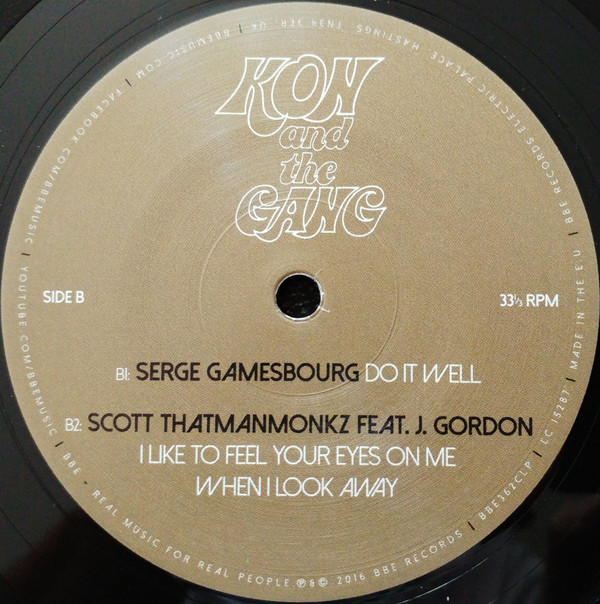 KON
and
the
GANG
SIDE B
33⅓ RPM
B1: SERGE GAMESBOURG DO IT WELL
B2: SCOTT THATMANMONKZ FEAT. J. GORDON
I LIKE TO FEEL YOUR EYES ON ME
WHEN I LOOK AWAY
BBE - REAL MUSIC FOR REAL PEOPLE. ℗ & © 2016 BBE RECORDS | BBE362CLP | LC 15287 | MADE IN THE E.U | BBE RECORDS ELECTRIC PALACE, HASTINGS, TN34 3ER, UK | BBEMUSIC.COM | FACEBOOK.COM/BBEMUSIC | YOUTUBE.COM/BBEMUSIC |